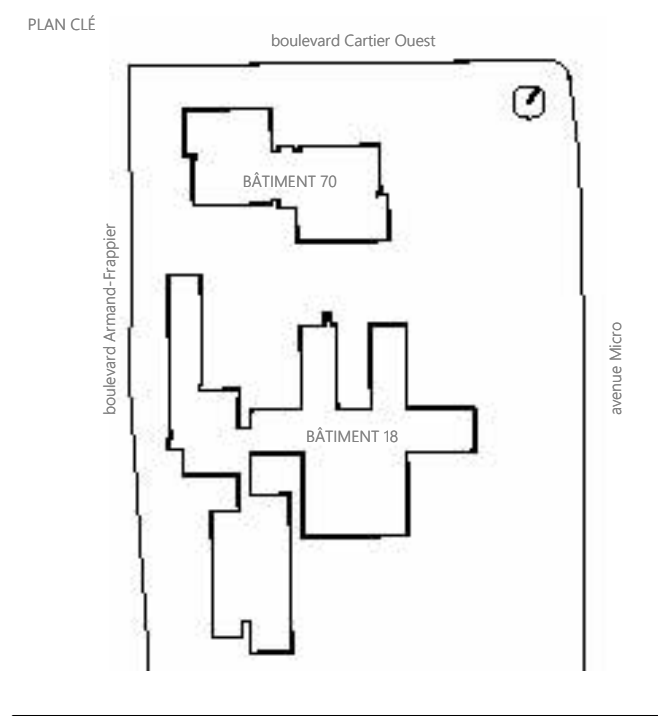 PLAN CLÉ
boulevard Cartier Ouest
BÂTIMENT 70
boulevard Armand-Frappier
avenue Micro
BÂTIMENT 18